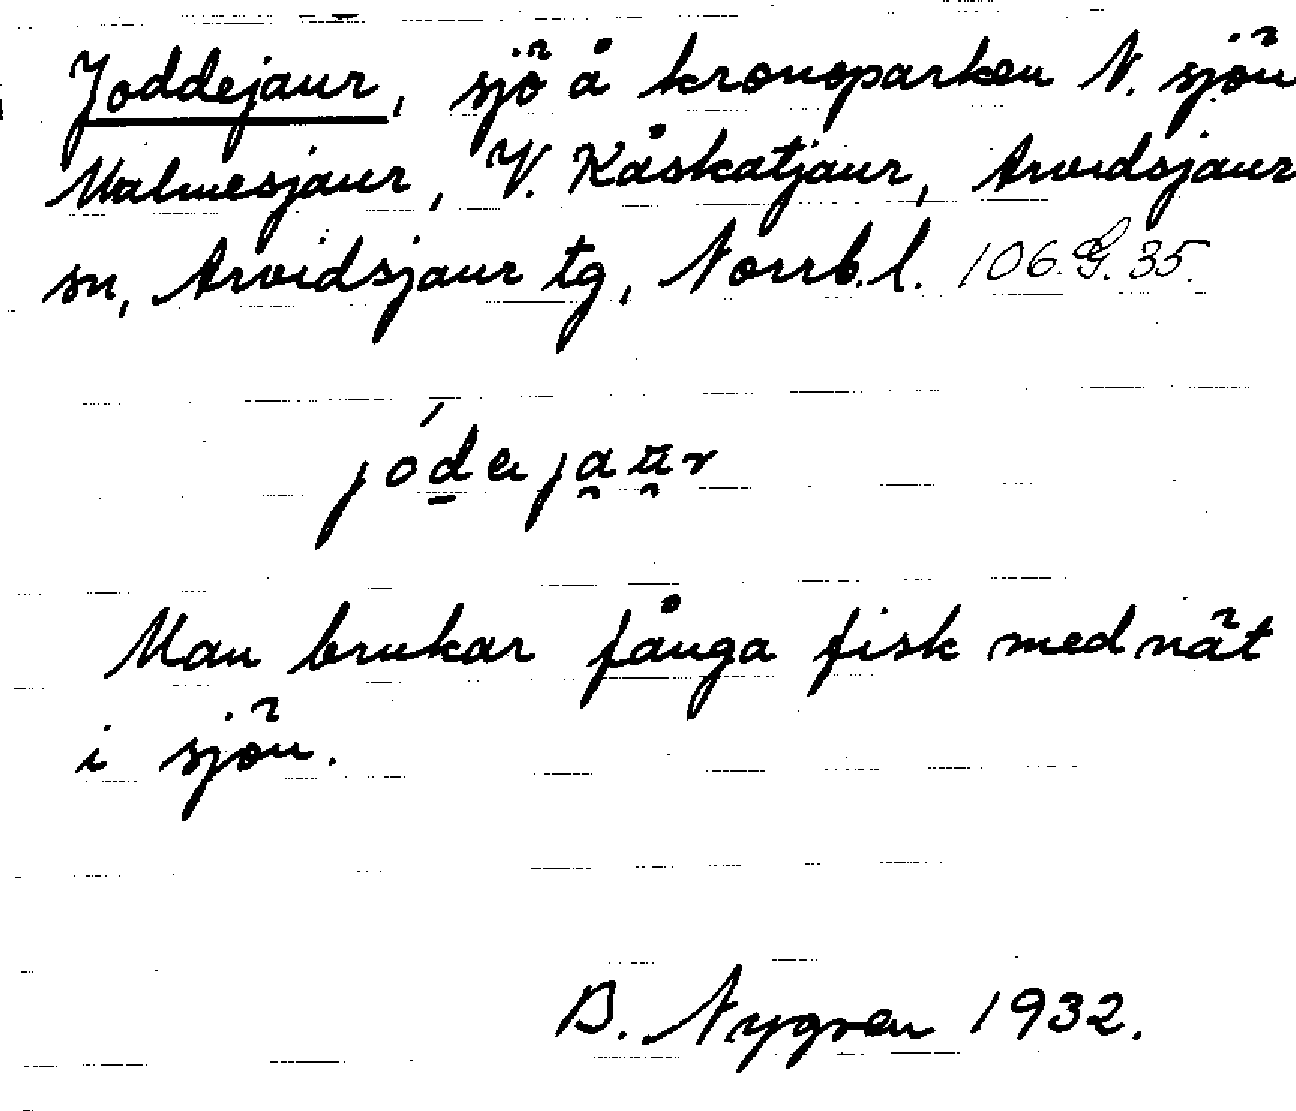 Joddejaur, sjö å kronoparken N. sjön
Malmesjaur, V. Kåskatjaur, Arvidsjaur
sn, Arvidsjaur tg, Norrb.l. 106.G.35.
jódejaur
Man brukar fånga fisk med nät
i sjön.
B. Nygren 1932.